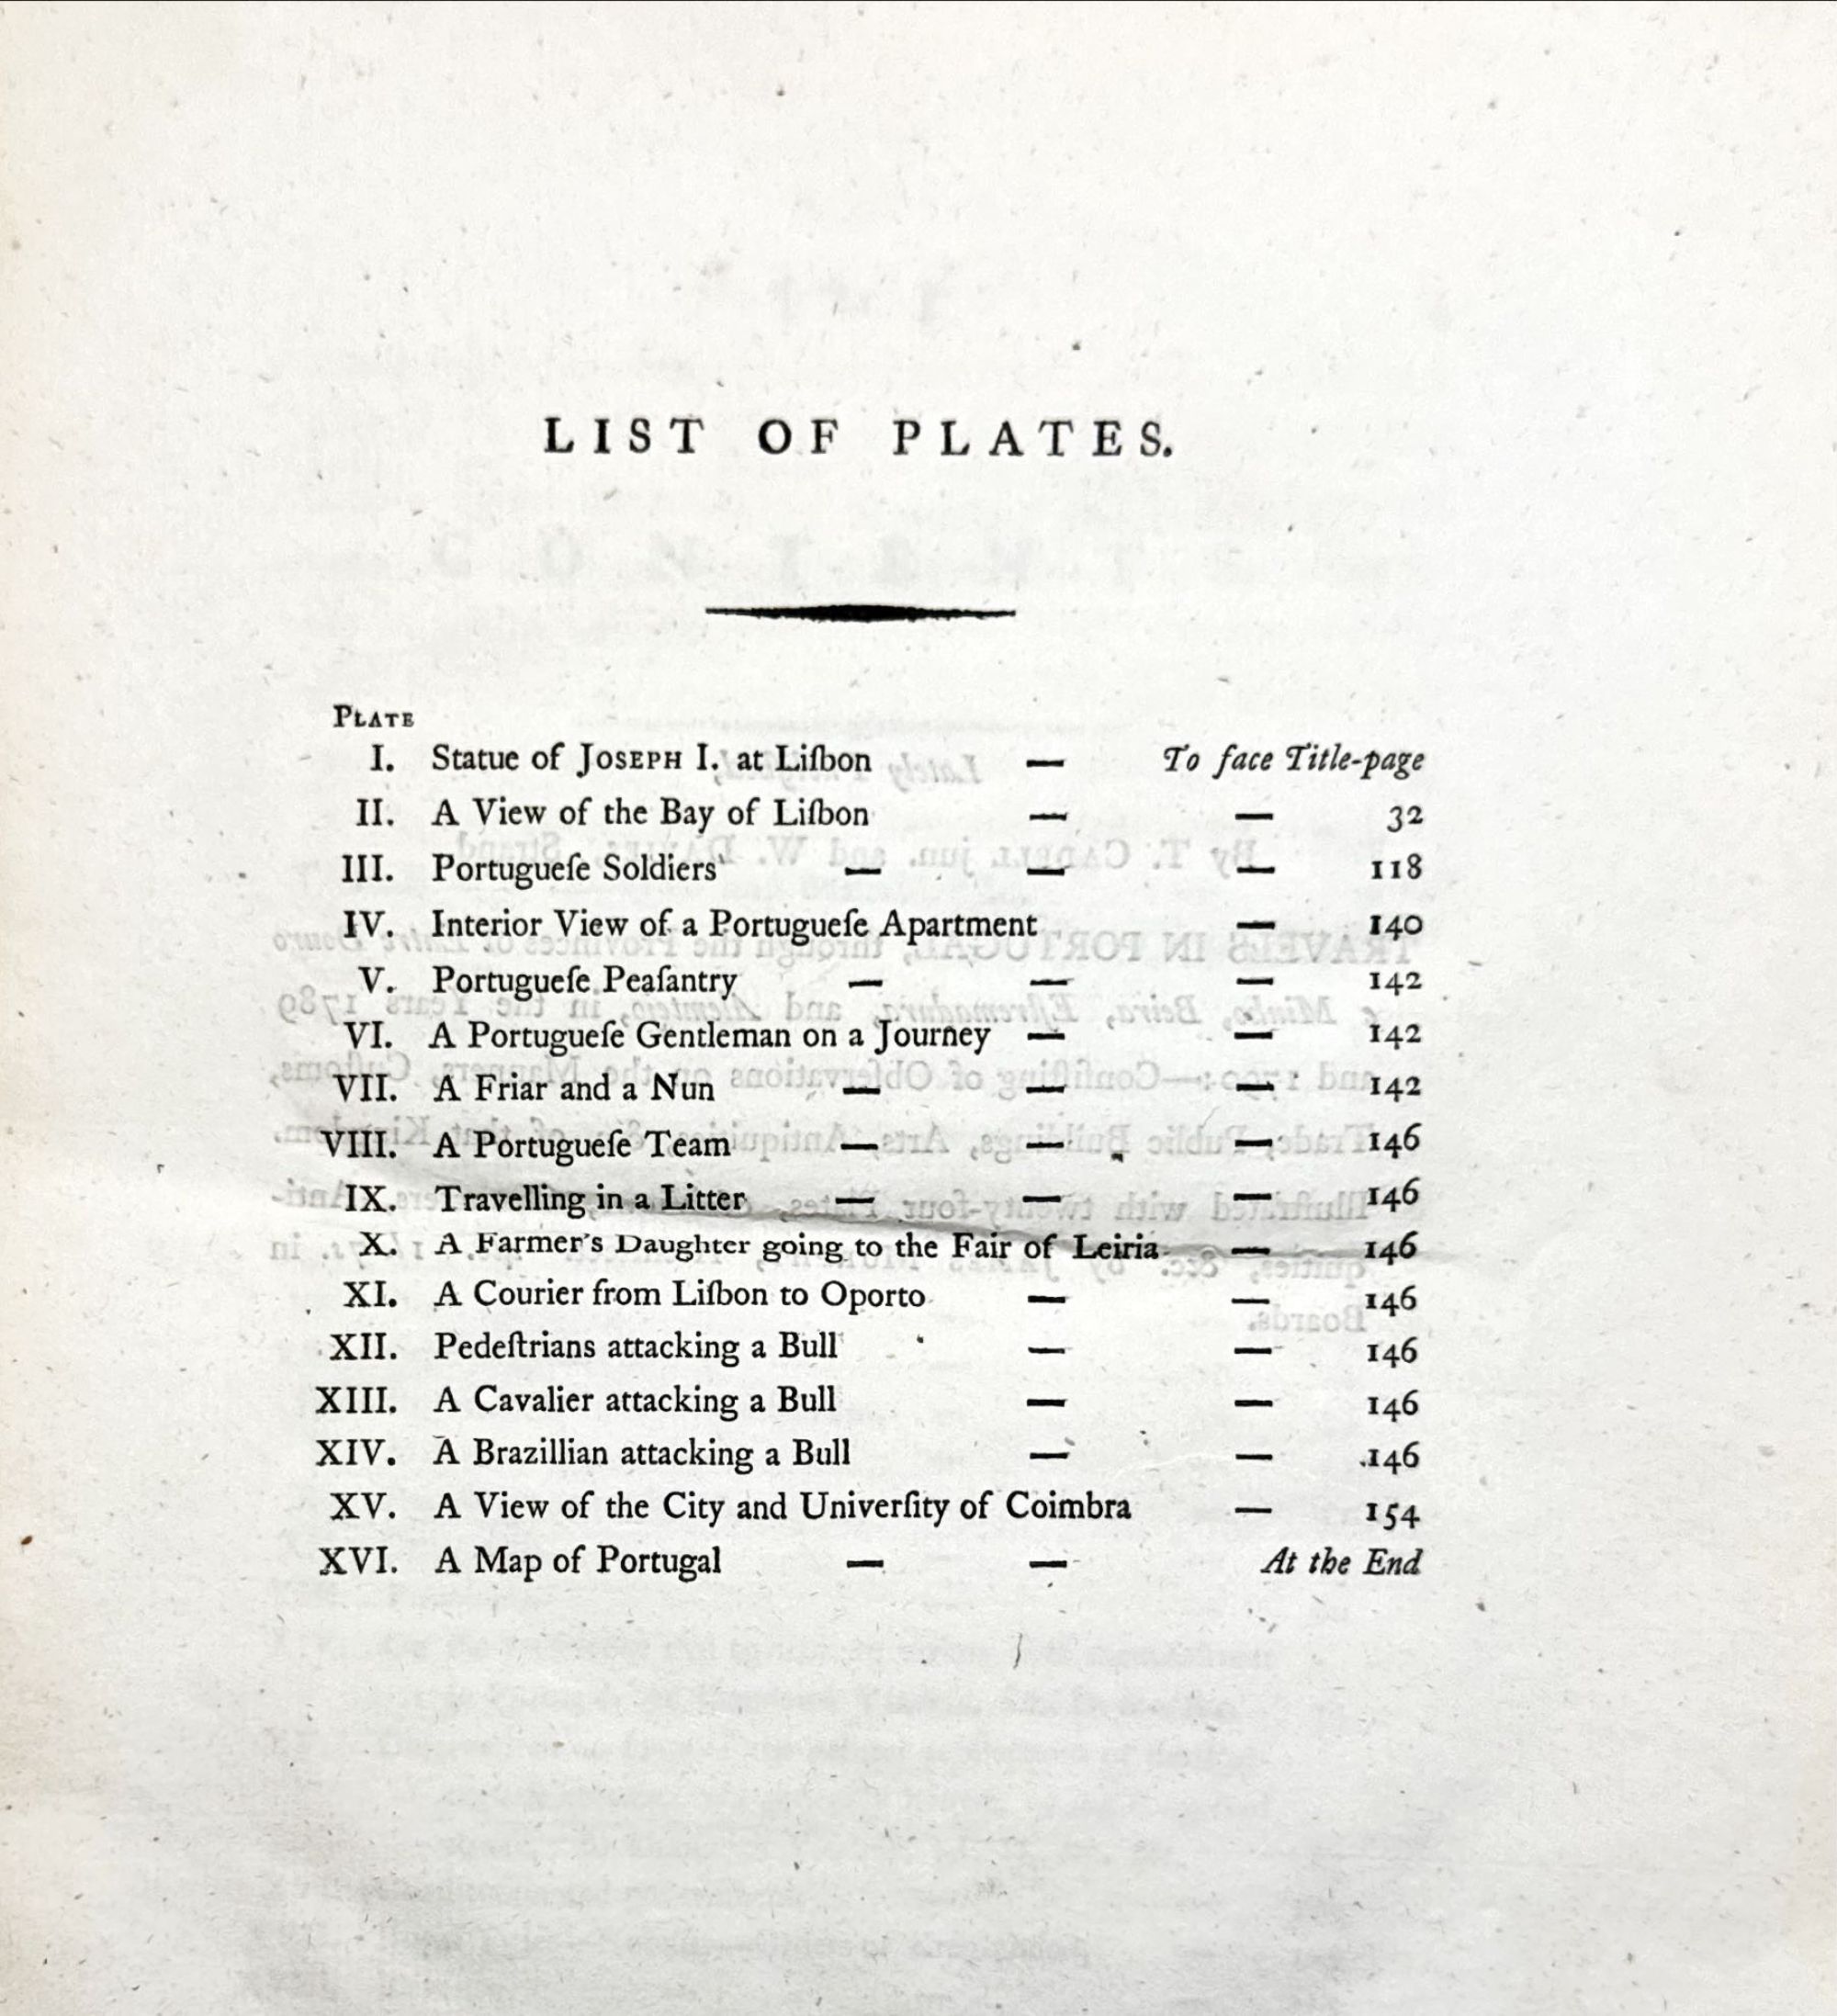 LIST OF PLATES.
PLATE
I. Statue of JOSEPH I. at Liſbon — To face Title-page
II. A View of the Bay of Liſbon — — 32
III. Portugueſe Soldiers — — — 118
IV. Interior View of a Portugueſe Apartment — 140
V. Portugueſe Peaſantry — — — 142
VI. A Portugueſe Gentleman on a Journey — — 142
VII. A Friar and a Nun — — — 142
VIII. A Portugueſe Team — — — 146
IX. Travelling in a Litter — — — 146
X. A Farmer's Daughter going to the Fair of Leiria — 146
XI. A Courier from Liſbon to Oporto — — 146
XII. Pedeſtrians attacking a Bull — — 146
XIII. A Cavalier attacking a Bull — — 146
XIV. A Brazillian attacking a Bull — — 146
XV. A View of the City and Univerſity of Coimbra — 154
XVI. A Map of Portugal — — At the End